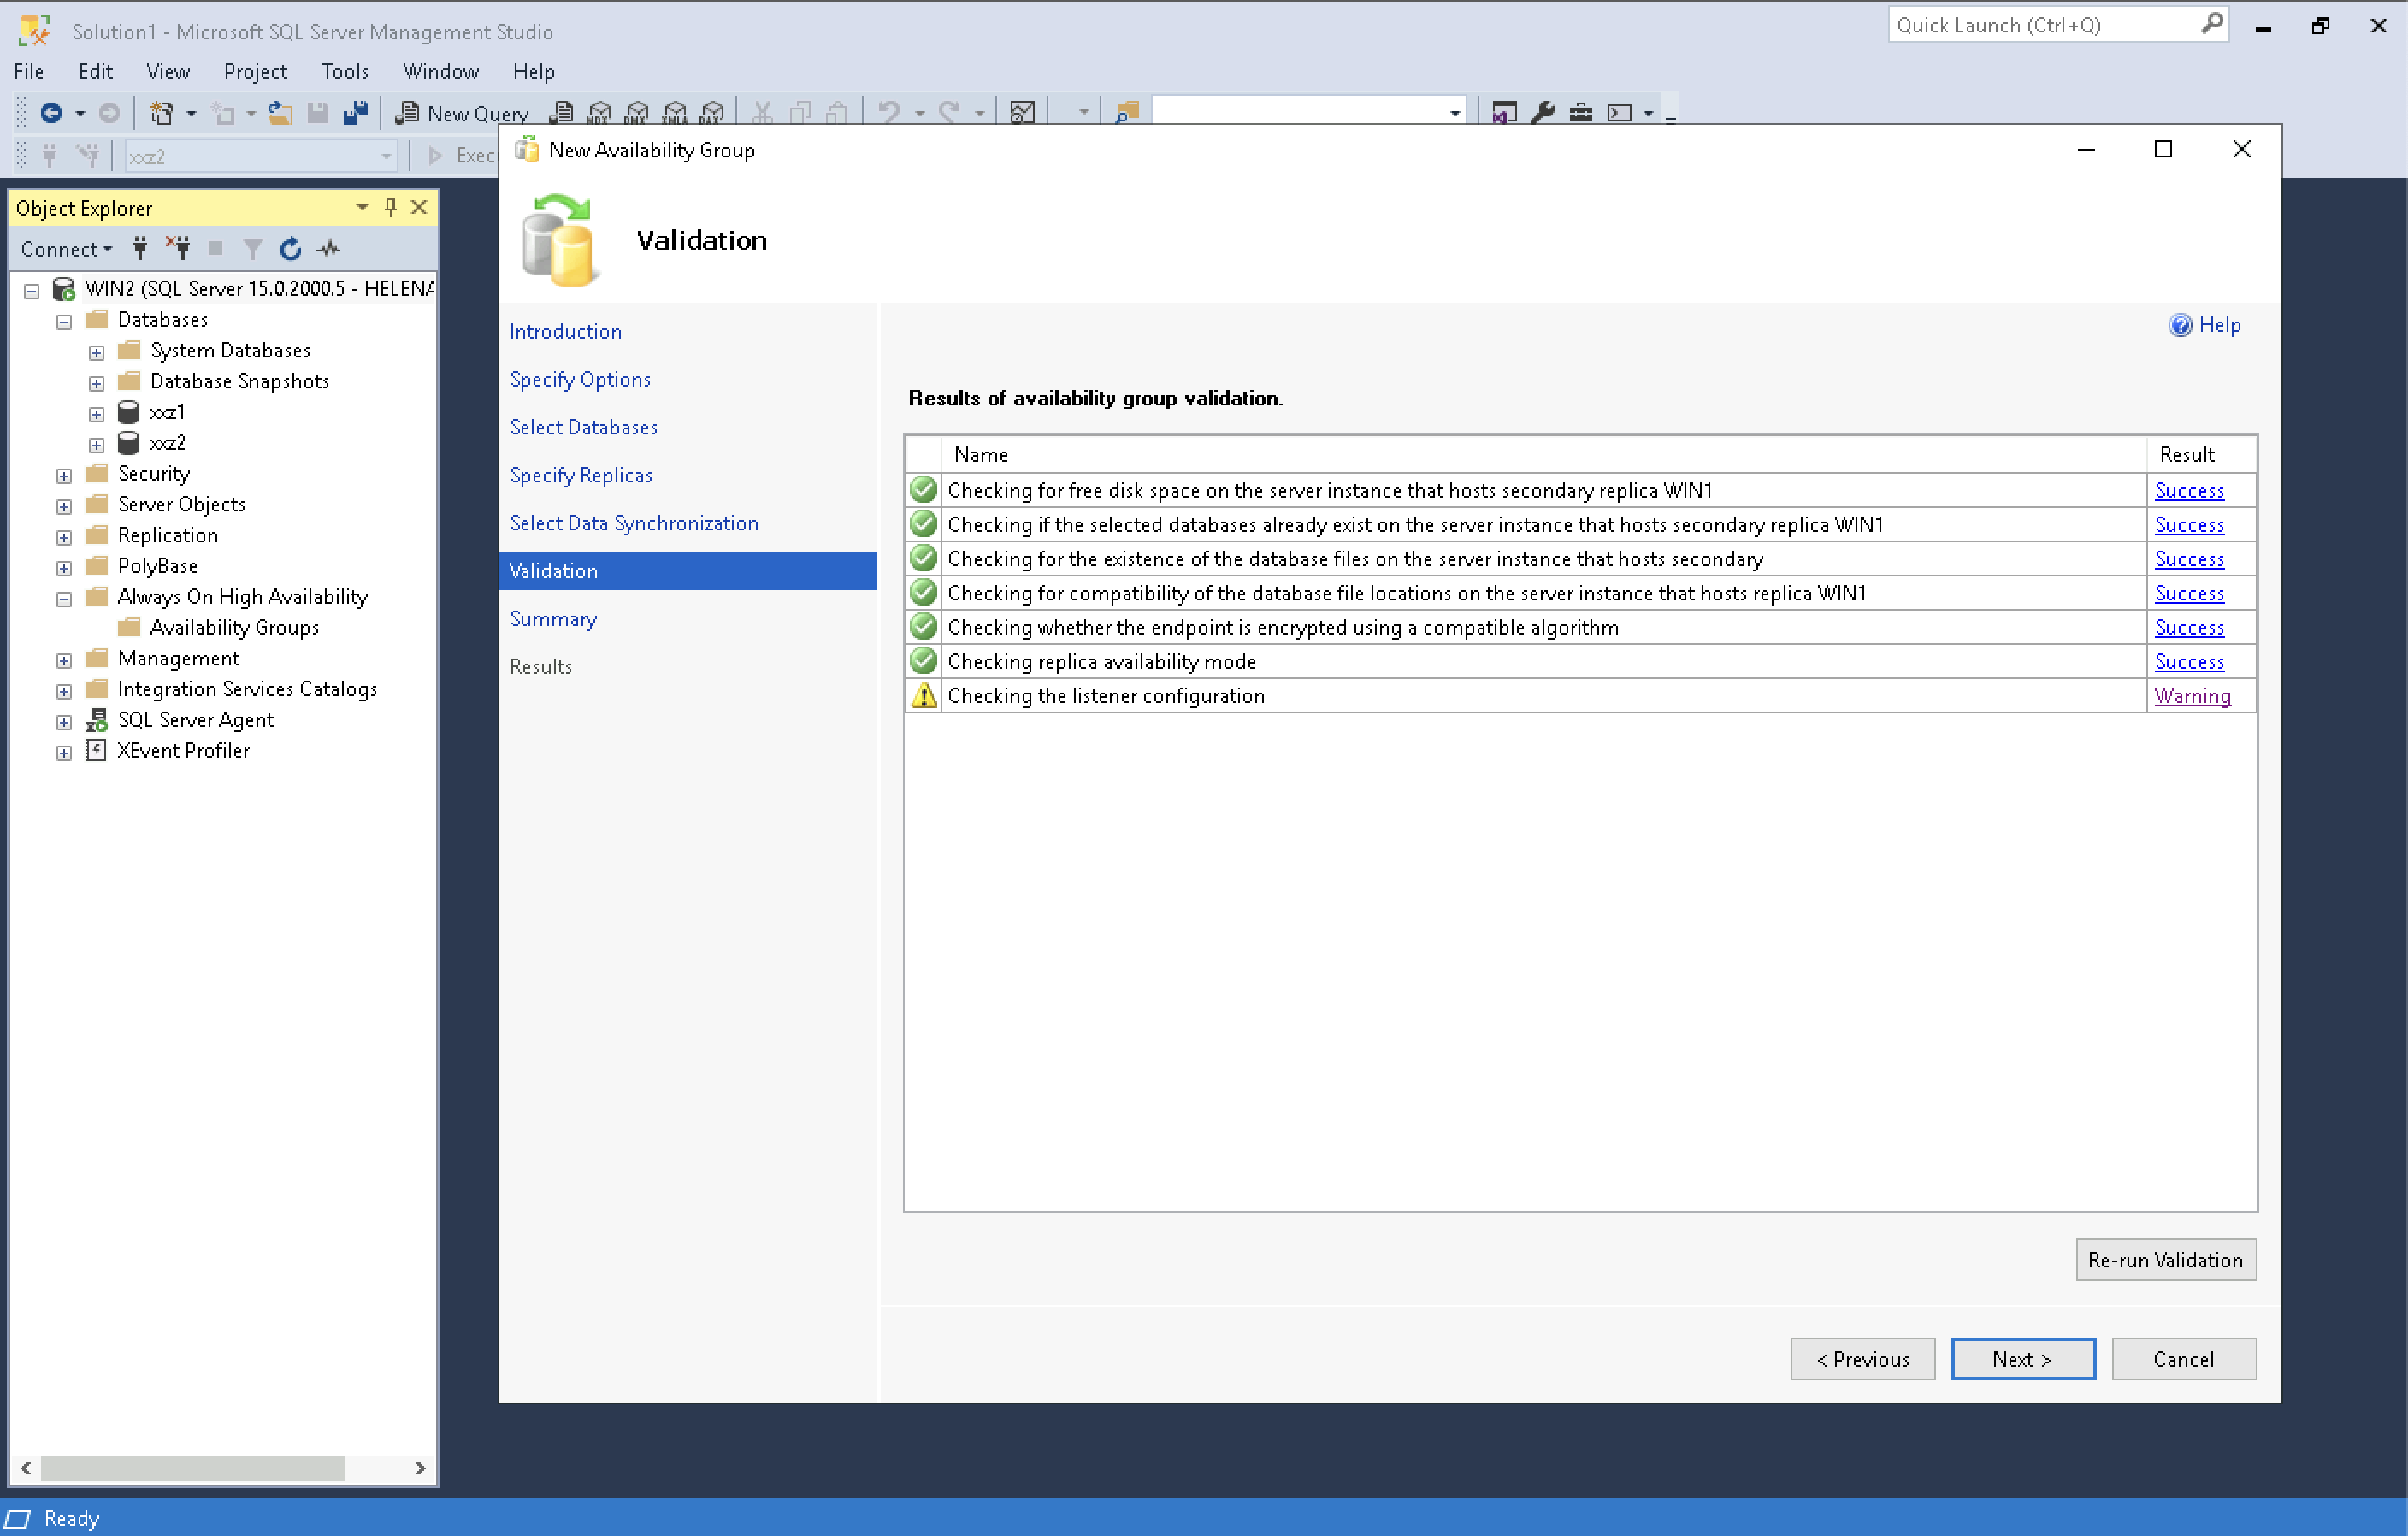 Solution1 - Microsoft SQL Server Management Studio
Quick Launch (Ctrl+Q)
File Edit View Project Tools Window Help
New Query MDX DMX XMLA DAX
xxz2
New Availability Group
Object Explorer
Connect
Validation
WIN2 (SQL Server 15.0.2000.5 - HELENA
Databases
System Databases
Database Snapshots
xxz1
xxz2
Security
Server Objects
Replication
PolyBase
Always On High Availability
Availability Groups
Management
Integration Services Catalogs
SQL Server Agent
XEvent Profiler
Introduction
Specify Options
Select Databases
Specify Replicas
Select Data Synchronization
Validation
Summary
Results
Help
Results of availability group validation.
Name Result
Checking for free disk space on the server instance that hosts secondary replica WIN1 Success
Checking if the selected databases already exist on the server instance that hosts secondary replica WIN1 Success
Checking for the existence of the database files on the server instance that hosts secondary Success
Checking for compatibility of the database file locations on the server instance that hosts replica WIN1 Success
Checking whether the endpoint is encrypted using a compatible algorithm Success
Checking replica availability mode Success
Checking the listener configuration Warning
Re-run Validation
< Previous Next > Cancel
Ready